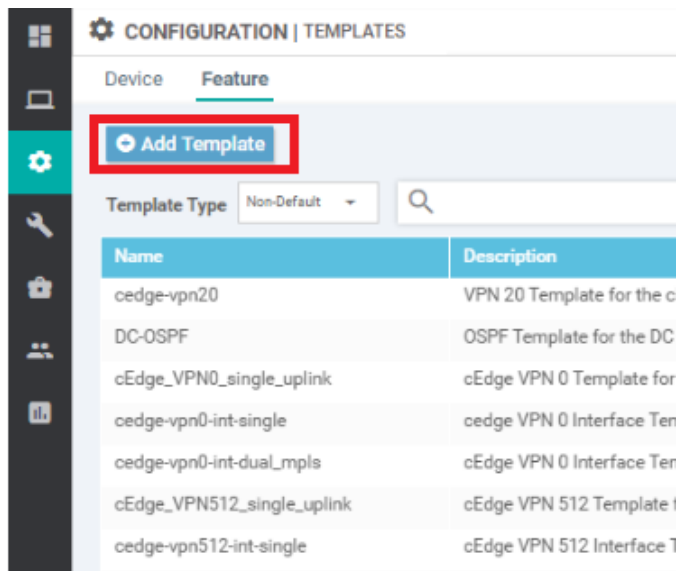 CONFIGURATION | TEMPLATES
Device Feature
Add Template
Template Type Non-Default
Name Description
cedge-vpn20 VPN 20 Template for the c
DC-OSPF OSPF Template for the DC
cEdge_VPN0_single_uplink cEdge VPN 0 Template for
cedge-vpn0-int-single cedge VPN 0 Interface Tem
cedge-vpn0-int-dual_mpls cEdge VPN 0 Interface Tem
cEdge_VPN512_single_uplink cEdge VPN 512 Template
cedge-vpn512-int-single cEdge VPN 512 Interface